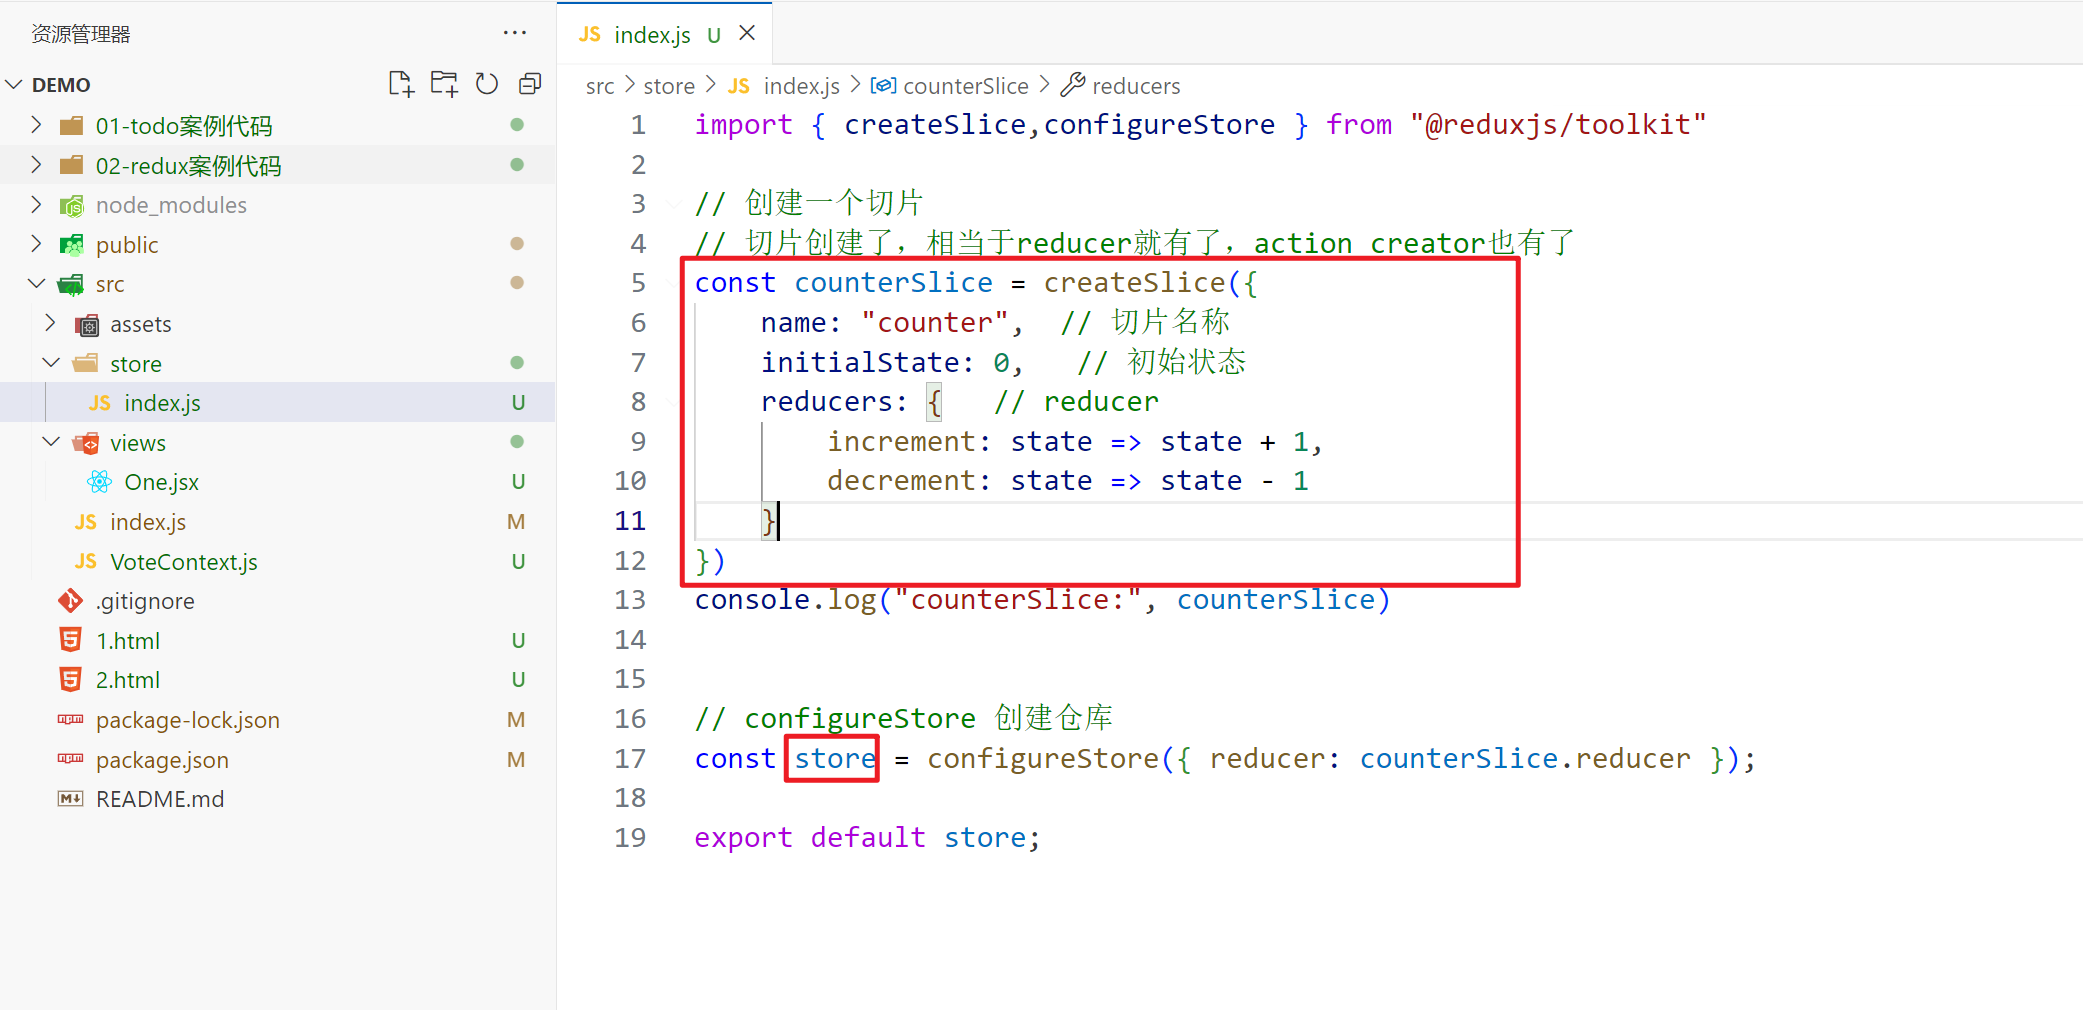 资源管理器
···
DEMO
01-todo案例代码
02-redux案例代码
node_modules
public
src
assets
store
JS index.js U
views
One.jsx U
JS index.js M
JS VoteContext.js U
.gitignore
1.html U
2.html U
package-lock.json M
package.json M
README.md
JS index.js U
src > store > JS index.js > counterSlice > reducers
1 import { createSlice,configureStore } from "@reduxjs/toolkit"
2
3 // 创建一个切片
4 // 切片创建了，相当于reducer就有了，action creator也有了
5 const counterSlice = createSlice({
6     name: "counter",  // 切片名称
7     initialState: 0,   // 初始状态
8     reducers: {   // reducer
9         increment: state => state + 1,
10         decrement: state => state - 1
11     }
12 })
13 console.log("counterSlice:", counterSlice)
14
15
16 // configureStore 创建仓库
17 const store = configureStore({ reducer: counterSlice.reducer });
18
19 export default store;